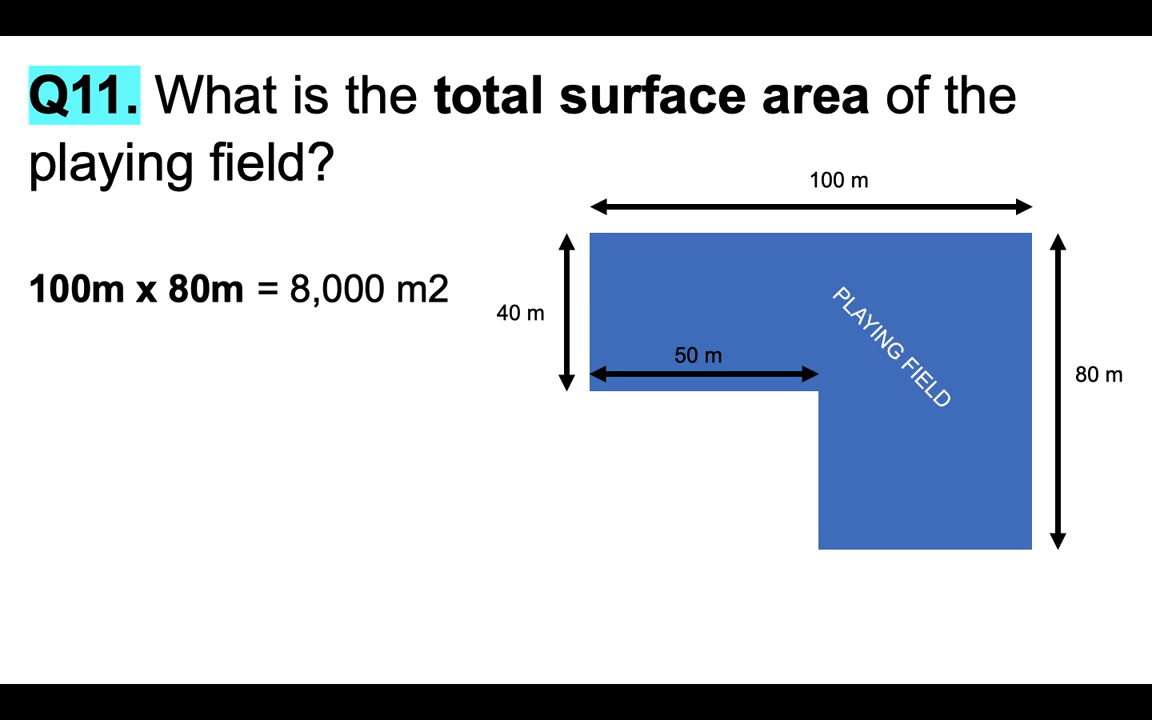 Q11. What is the total surface area of the
playing field?
100 m
100m x 80m = 8,000 m2
40 m
PLAYING FIELD
50 m
80 m